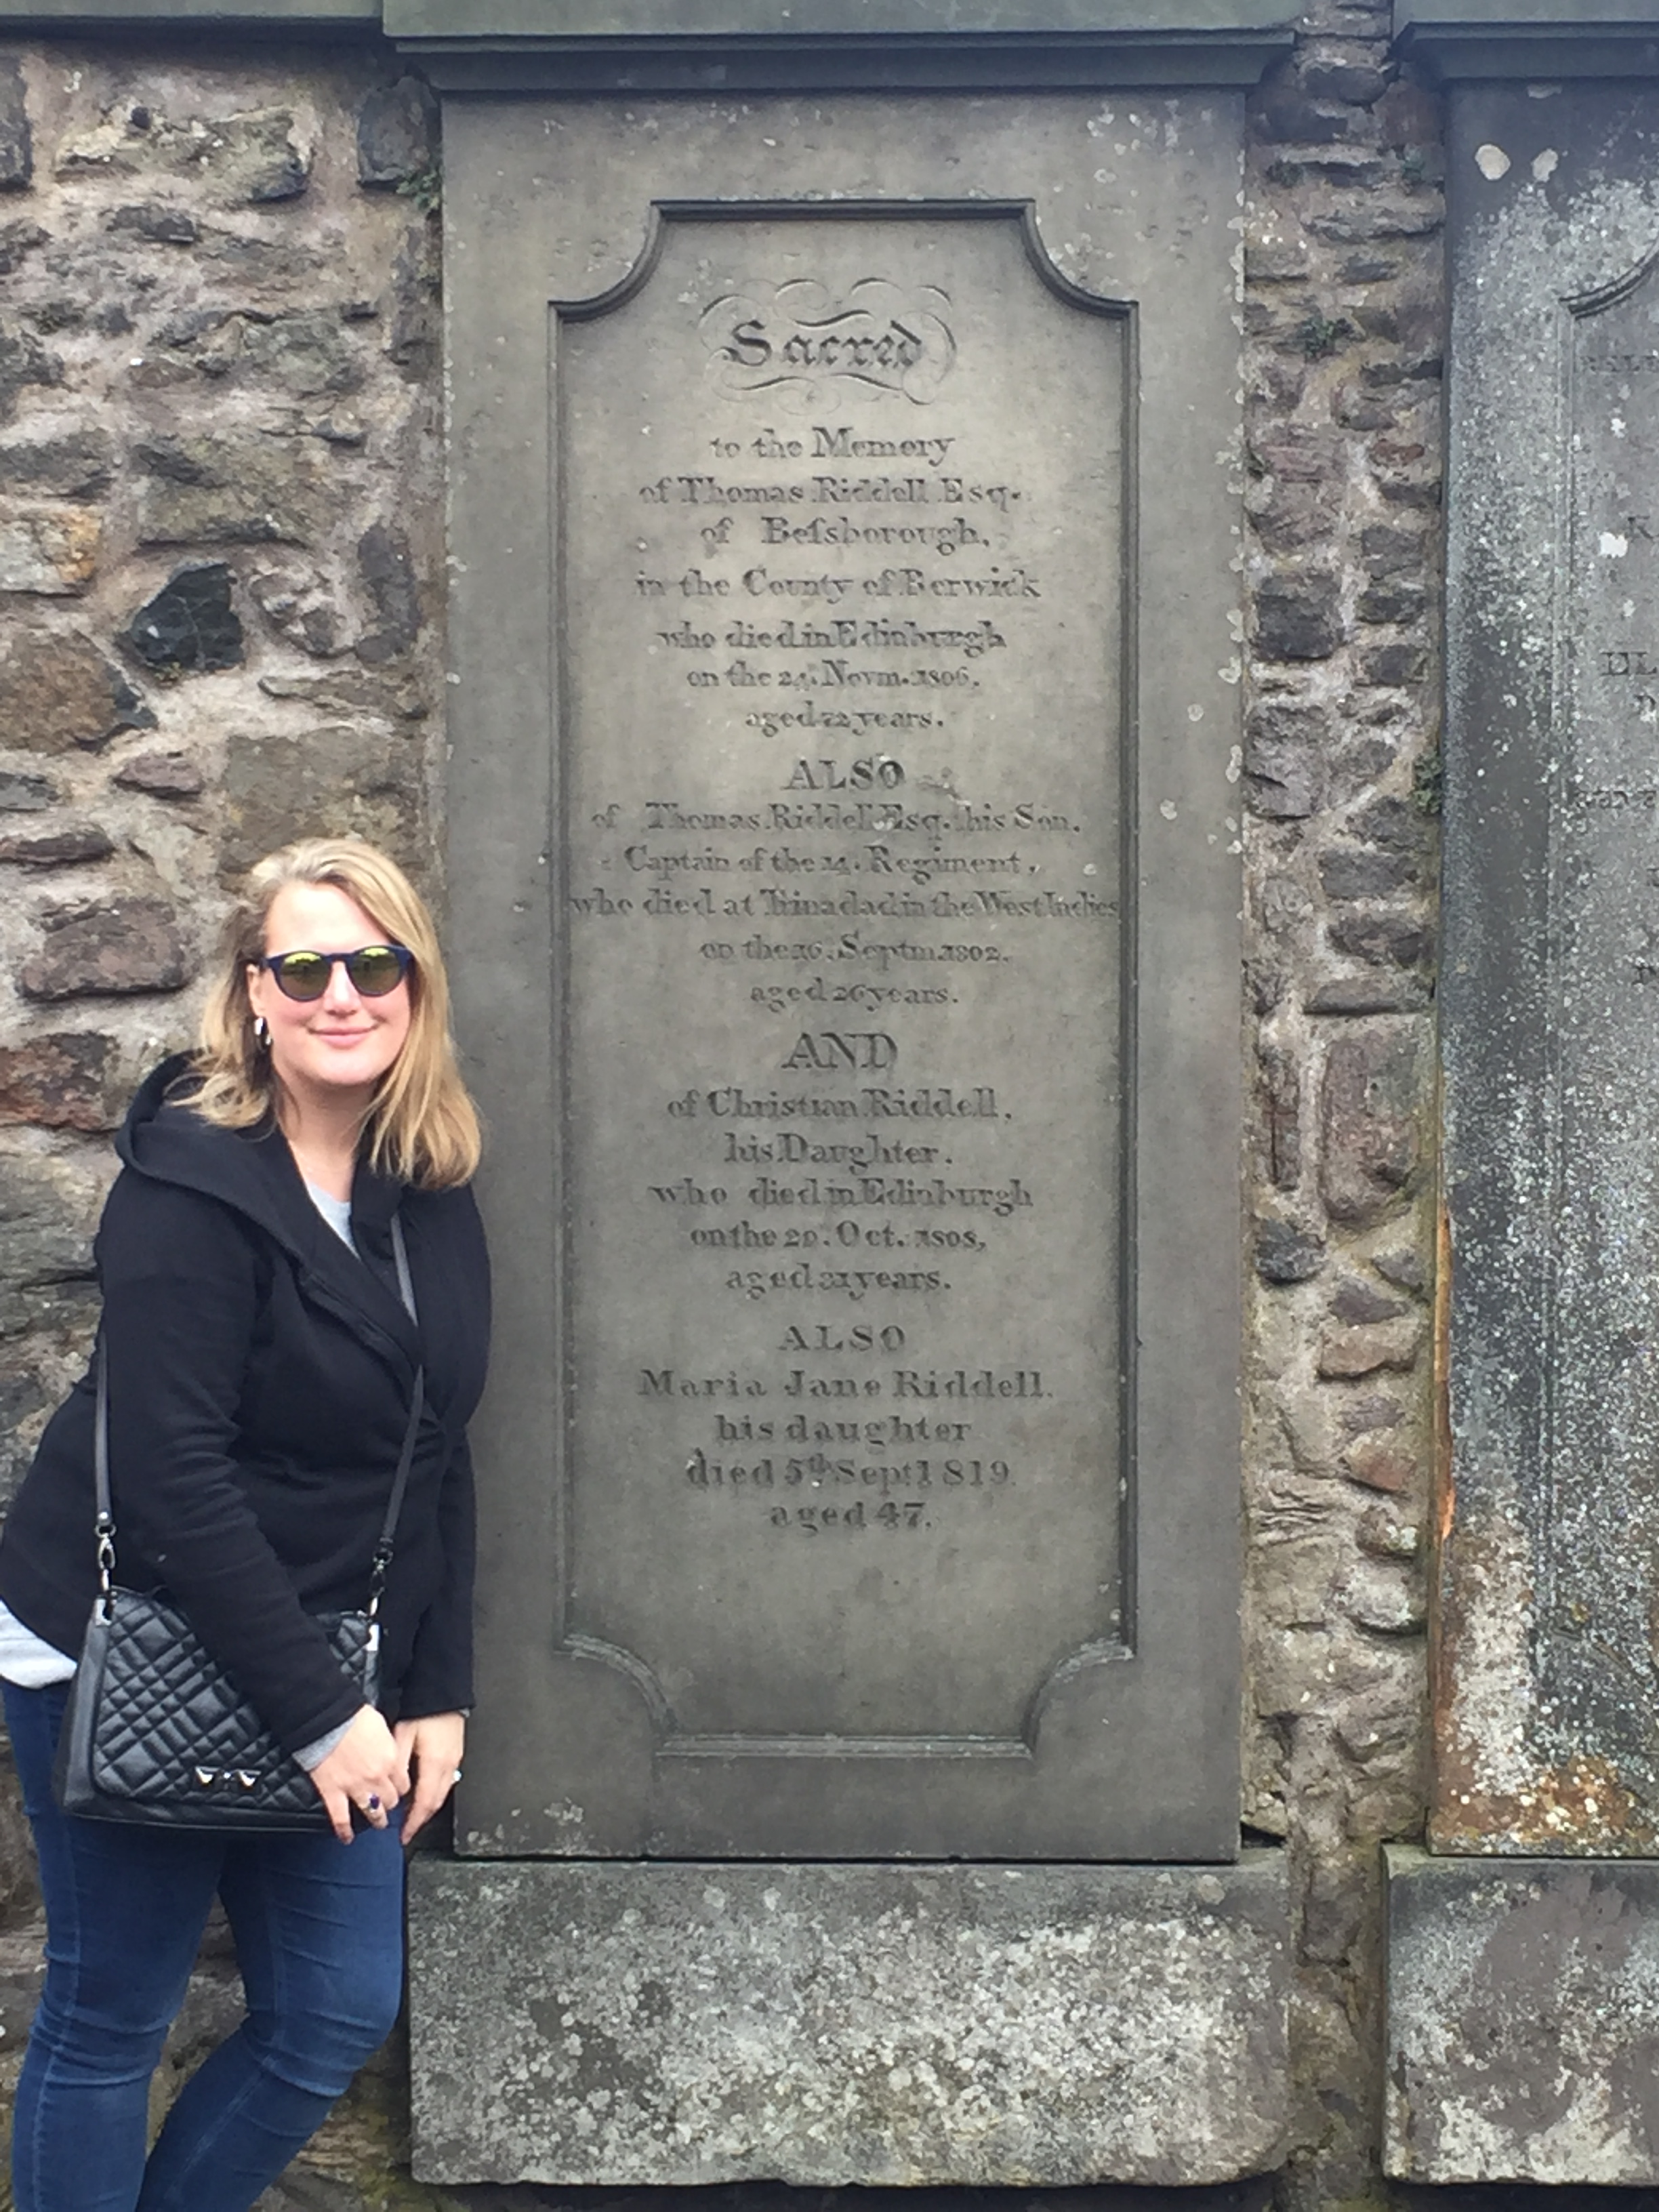 Sacred
to the Memory
of Thomas Riddell Esq.
of Beſsborough,
in the County of Berwick
who died in Edinburgh
on the 24. Novm. 1806,
aged 72 years.
ALSO
of Thomas Riddell Esq. his Son,
Captain of the 14. Regiment,
who died at Trinadad in the West Indies
on the 16. Septm. 1802,
aged 26 years.
AND
of Christian Riddell,
his Daughter,
who died in Edinburgh
on the Oct. 1808,
aged 31 years.
ALSO
Maria Jane Riddell.
his daughter
died 5th Sept 1819
aged 47.